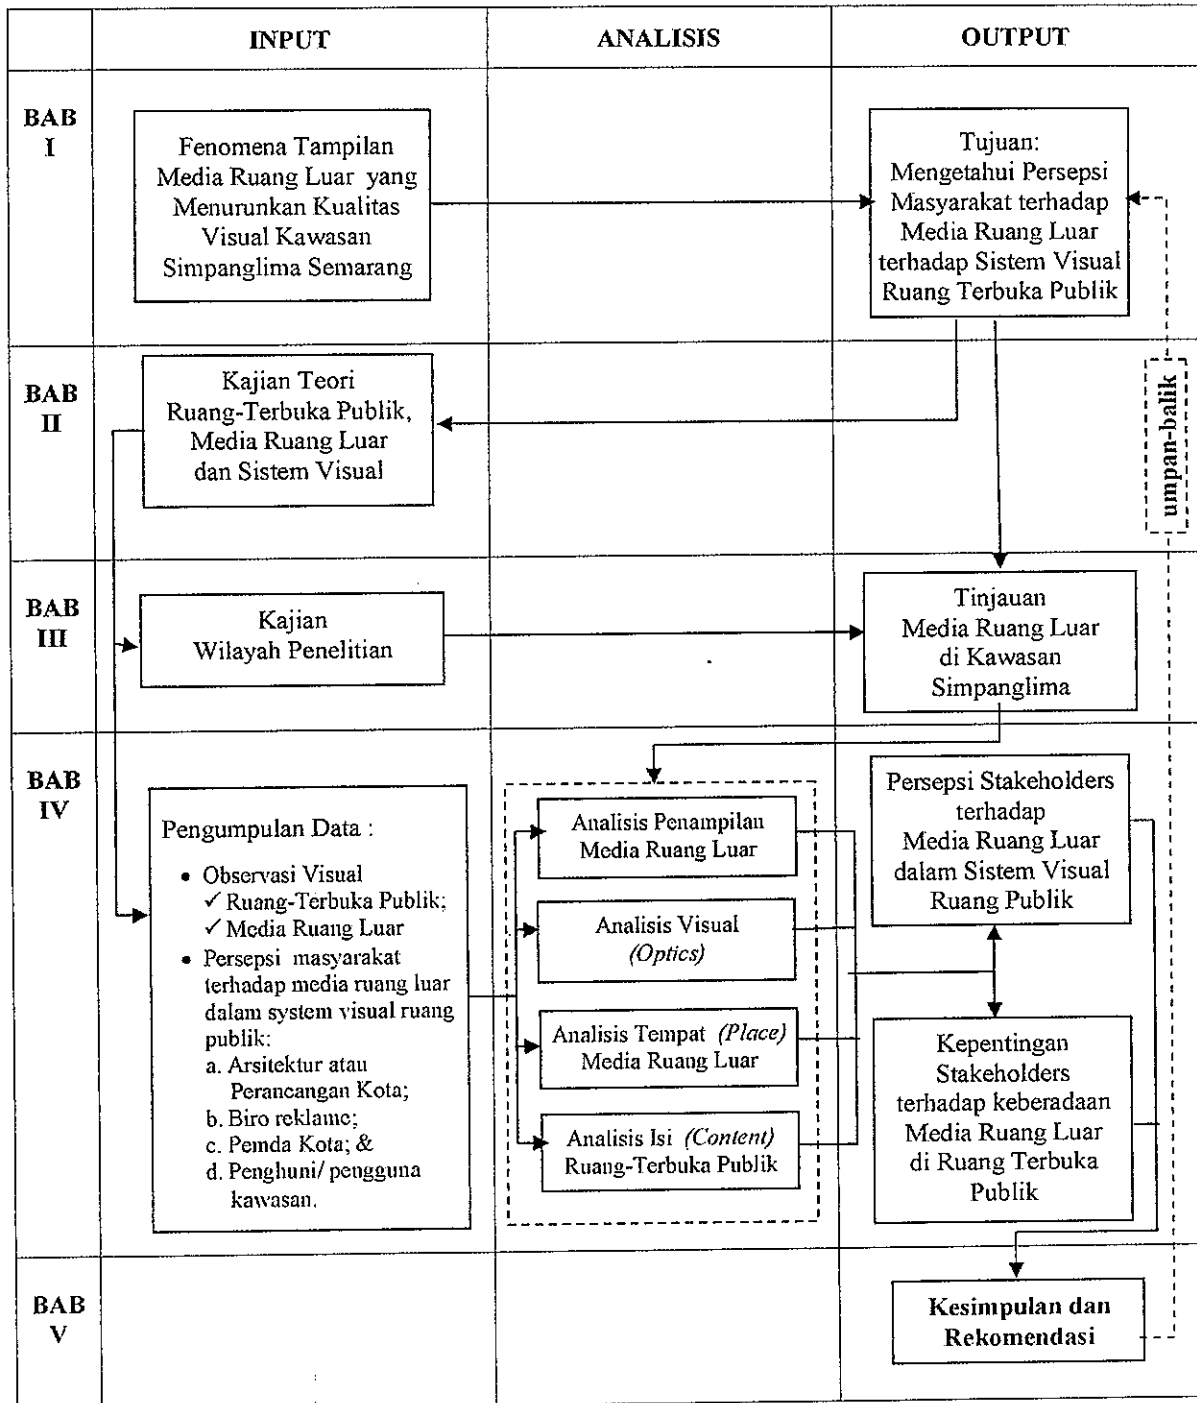 INPUT
ANALISIS
OUTPUT
BAB
I
Fenomena Tampilan
Media Ruang Luar yang
Menurunkan Kualitas
Visual Kawasan
Simpanglima Semarang
Tujuan:
Mengetahui Persepsi
Masyarakat terhadap
Media Ruang Luar
terhadap Sistem Visual
Ruang Terbuka Publik
BAB
II
Kajian Teori
Ruang-Terbuka Publik,
Media Ruang Luar
dan Sistem Visual
umpan-balik
BAB
III
Kajian
Wilayah Penelitian
Tinjauan
Media Ruang Luar
di Kawasan
Simpanglima
BAB
IV
Pengumpulan Data :
• Observasi Visual
✓ Ruang-Terbuka Publik;
✓ Media Ruang Luar
• Persepsi masyarakat
terhadap media ruang luar
dalam system visual ruang
publik:
a. Arsitektur atau
Perancangan Kota;
b. Biro reklame;
c. Pemda Kota; &
d. Penghuni/ pengguna
kawasan.
Analisis Penampilan
Media Ruang Luar
Analisis Visual
(Optics)
Analisis Tempat (Place)
Media Ruang Luar
Analisis Isi (Content)
Ruang-Terbuka Publik
Persepsi Stakeholders
terhadap
Media Ruang Luar
dalam Sistem Visual
Ruang Publik
Kepentingan
Stakeholders
terhadap keberadaan
Media Ruang Luar
di Ruang Terbuka
Publik
BAB
V
Kesimpulan dan
Rekomendasi